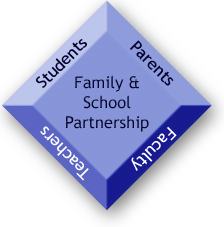 Students
Parents
Family &
School
Partnership
Teachers
Faculty